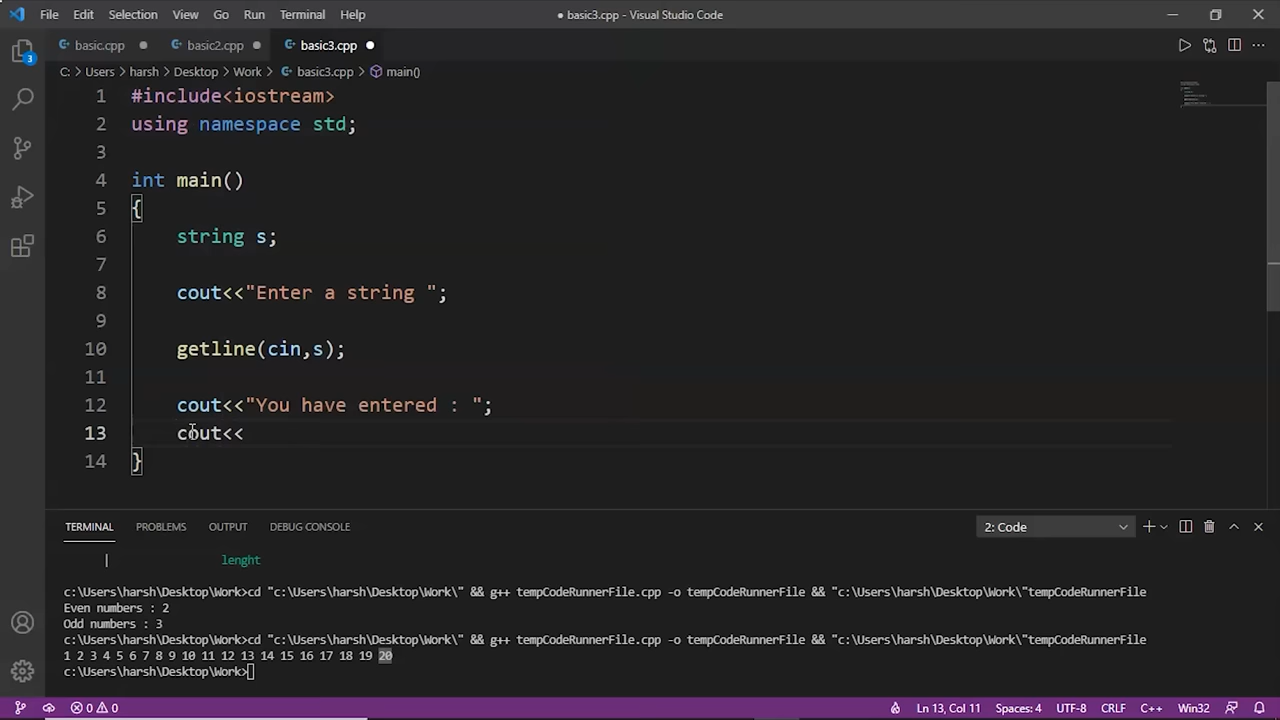 File Edit Selection View Go Run Terminal Help ● basic3.cpp - Visual Studio Code
basic.cpp basic2.cpp basic3.cpp
C: > Users > harsh > Desktop > Work > basic3.cpp > main()
1 #include<iostream>
2 using namespace std;
3
4 int main()
5 {
6 string s;
7
8 cout<<"Enter a string ";
9
10 getline(cin,s);
11
12 cout<<"You have entered : ";
13 cout<<
14 }
3
TERMINAL PROBLEMS OUTPUT DEBUG CONSOLE 2: Code
| lenght
c:\Users\harsh\Desktop\Work>cd "c:\Users\harsh\Desktop\Work\" && g++ tempCodeRunnerFile.cpp -o tempCodeRunnerFile && "c:\Users\harsh\Desktop\Work\"tempCodeRunnerFile
Even numbers : 2
Odd numbers : 3
c:\Users\harsh\Desktop\Work>cd "c:\Users\harsh\Desktop\Work\" && g++ tempCodeRunnerFile.cpp -o tempCodeRunnerFile && "c:\Users\harsh\Desktop\Work\"tempCodeRunnerFile
1 2 3 4 5 6 7 8 9 10 11 12 13 14 15 16 17 18 19 20
c:\Users\harsh\Desktop\Work>
0 0 Ln 13, Col 11 Spaces: 4 UTF-8 CRLF C++ Win32